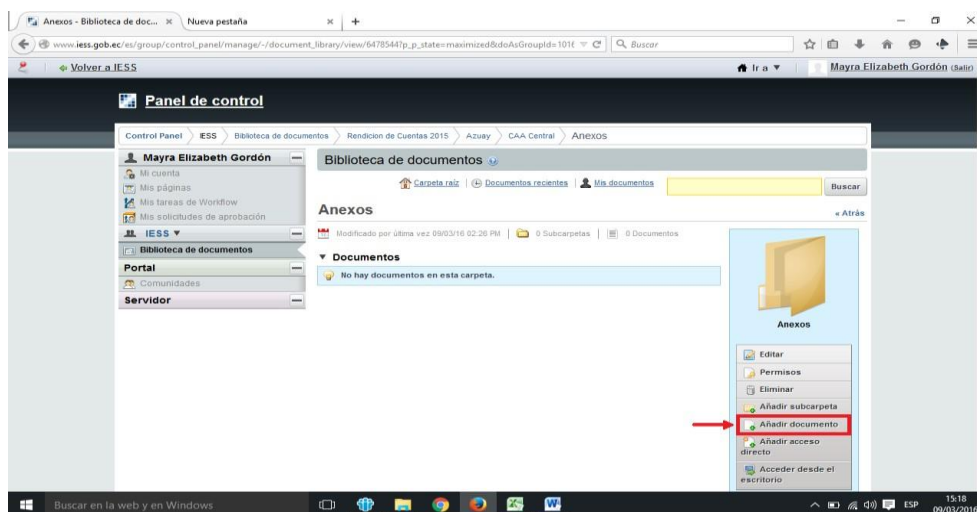 Anexos - Biblioteca de doc...
Nueva pestaña
www.iess.gob.ec/es/group/control_panel/manage/-/document_library/view/6478544?p_p_state=maximized&doAsGroupId=1016
Buscar
Volver a IESS
Ir a ▼
Mayra Elizabeth Gordón (Salir)
Panel de control
Control Panel
IESS
Biblioteca de documentos
Rendicion de Cuentas 2015
Azuay
CAA Central
Anexos
Mayra Elizabeth Gordón
Mi cuenta
Mis páginas
Mis tareas de Workflow
Mis solicitudes de aprobación
IESS ▼
Biblioteca de documentos
Portal
Comunidades
Servidor
Biblioteca de documentos
Carpeta raíz | Documentos recientes | Mis documentos
Buscar
Anexos
« Atrás
Modificado por última vez 09/03/16 02:26 PM | 0 Subcarpetas | 0 Documentos
▼ Documentos
No hay documentos en esta carpeta.
Anexos
Editar
Permisos
Eliminar
Añadir subcarpeta
Añadir documento
Añadir acceso
directo
Acceder desde el
escritorio
Buscar en la web y en Windows
ESP
15:18
09/03/2016